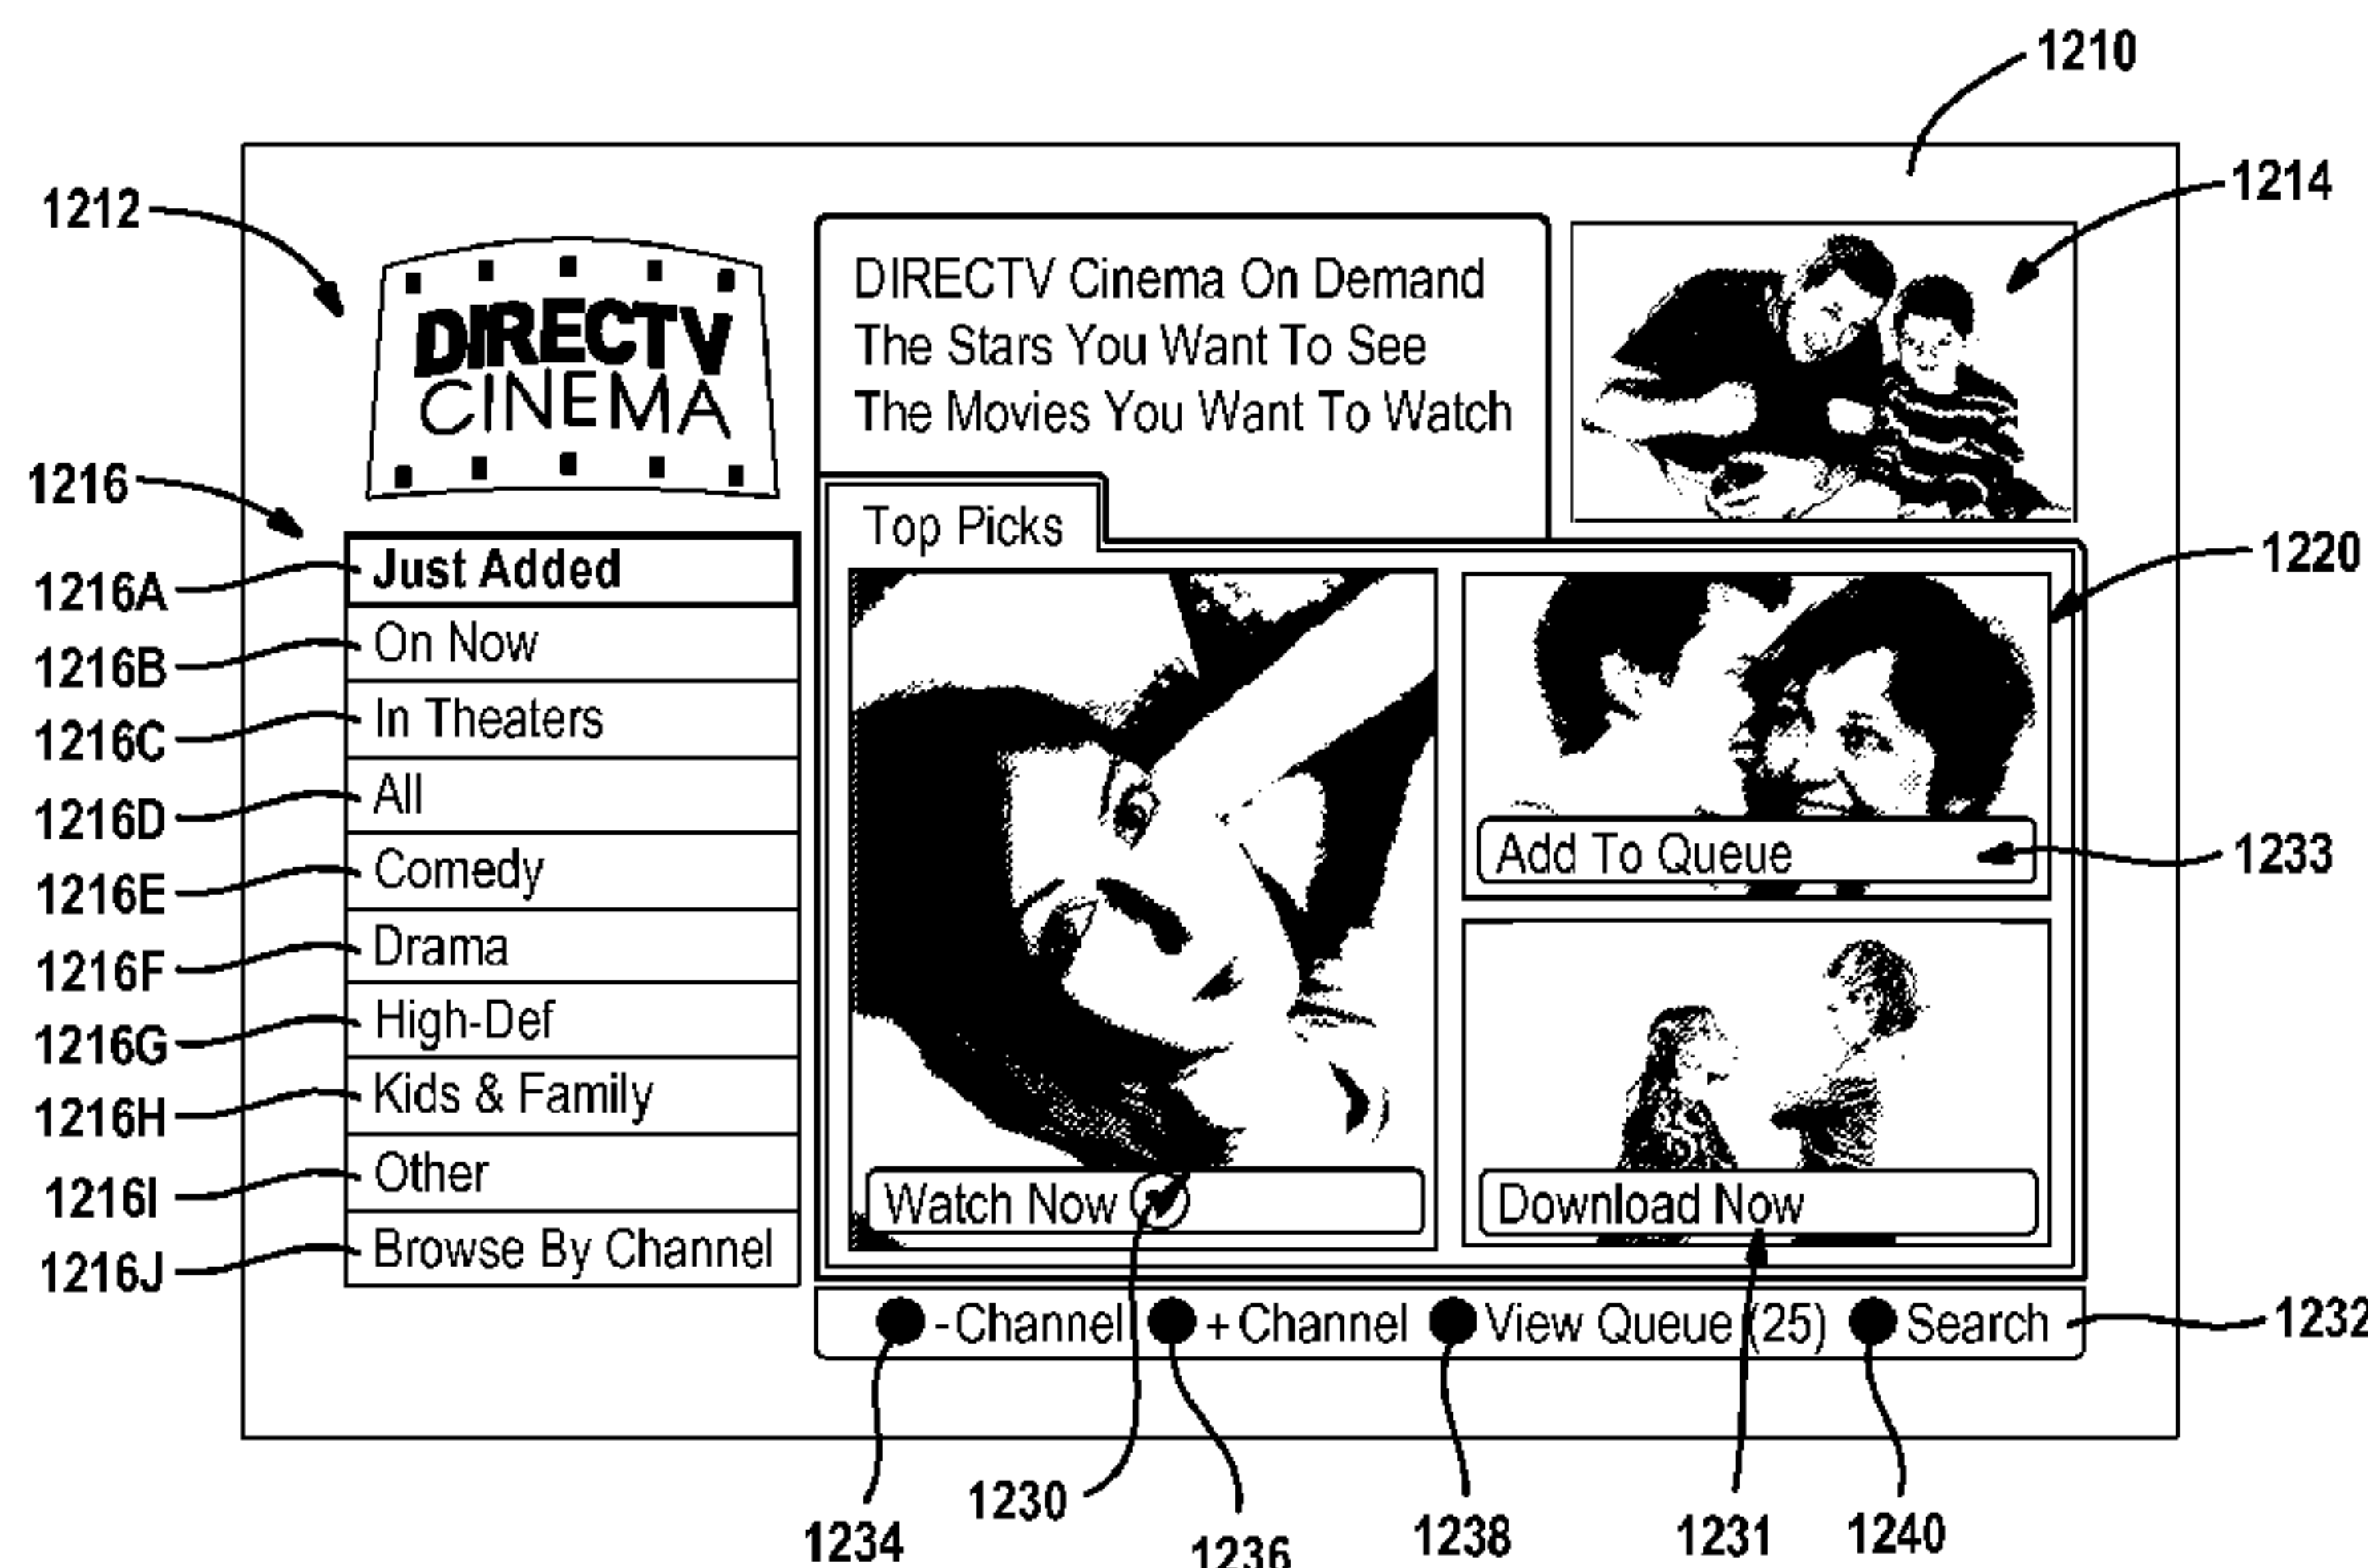 1210
1212
1214
DIRECTV
CINEMA
DIRECTV Cinema On Demand
The Stars You Want To See
The Movies You Want To Watch
1216
Top Picks
1220
1216A
Just Added
1216B
On Now
1216C
In Theaters
1216D
All
1216E
Comedy
1216F
Drama
1216G
High-Def
1216H
Kids & Family
1216I
Other
1216J
Browse By Channel
Add To Queue
1233
Watch Now
Download Now
-Channel +Channel View Queue (25) Search
1232
1234
1230
1236
1238
1231
1240